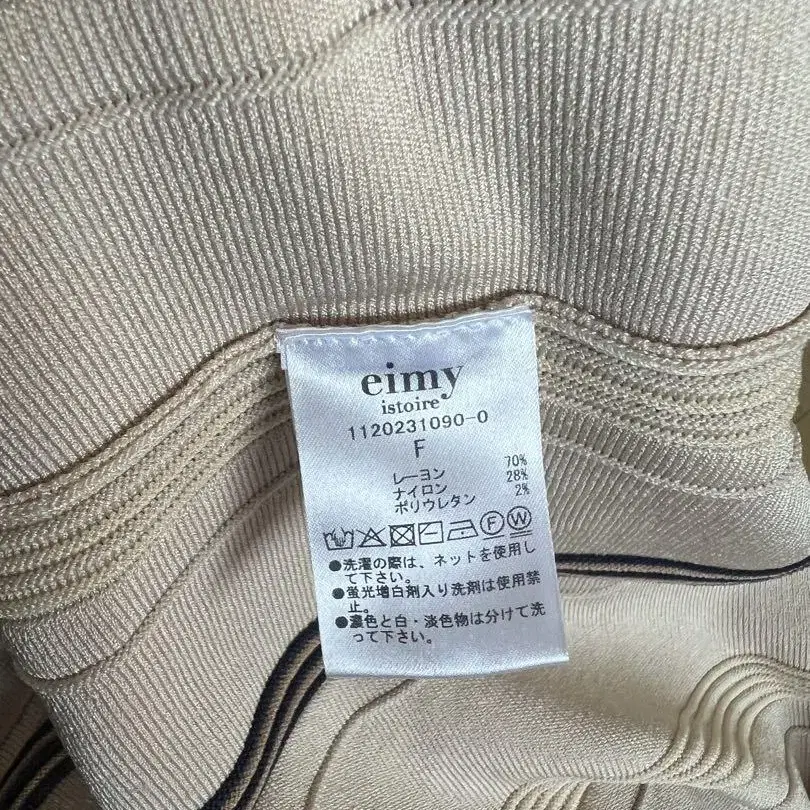 eimy
istoire
1120231090-0
F
レーヨン 70%
ナイロン 28%
ポリウレタン 2%
F W
●洗濯の際は、ネットを使用し
て下さい。
●蛍光増白剤入り洗剤は使用禁
止。
●濃色と白・淡色物は分けて洗
って下さい。